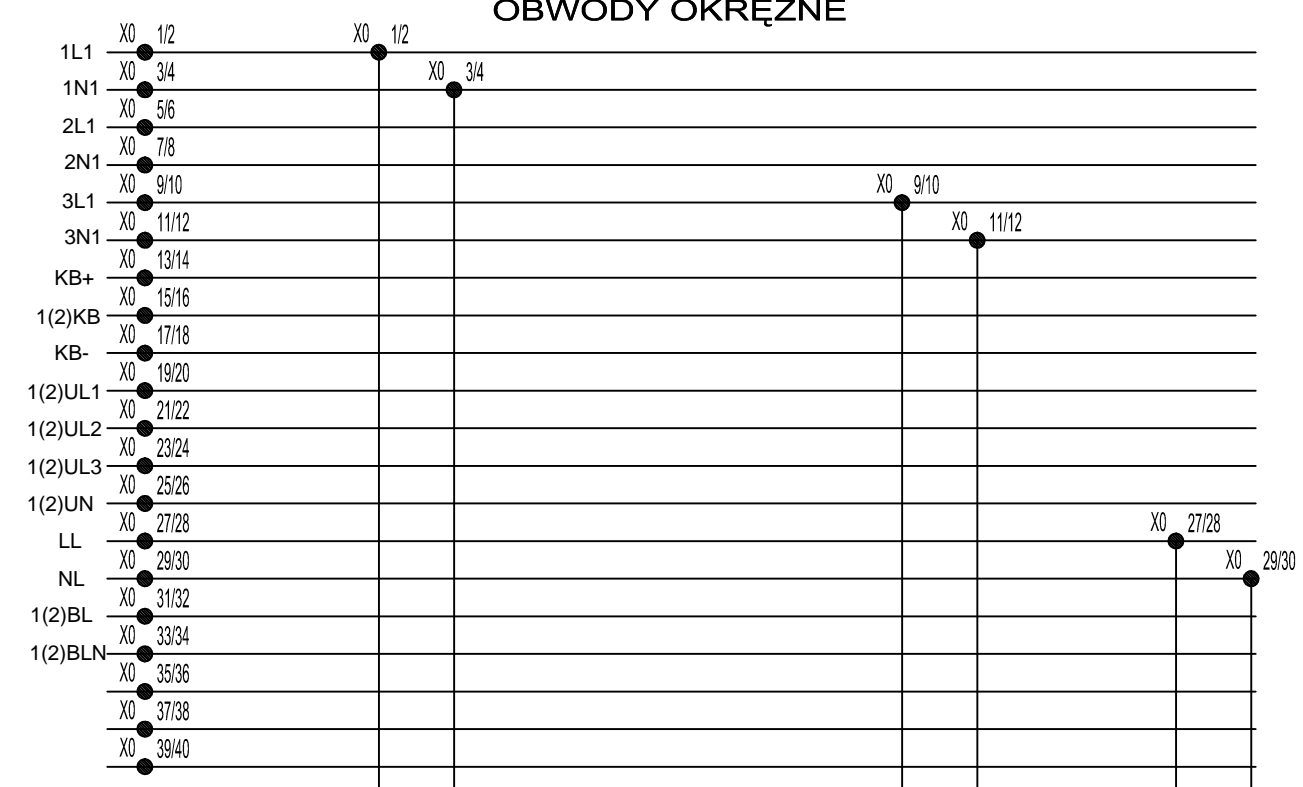 OBWODY OKRĘŻNE
1L1 X0 1/2 X0 1/2
1N1 X0 3/4 X0 3/4
2L1 X0 5/6
2N1 X0 7/8
3L1 X0 9/10 X0 9/10
3N1 X0 11/12 X0 11/12
KB+ X0 13/14
1(2)KB X0 15/16
KB- X0 17/18
1(2)UL1 X0 19/20
1(2)UL2 X0 21/22
1(2)UL3 X0 23/24
1(2)UN X0 25/26
LL X0 27/28 X0 27/28
NL X0 29/30 X0 29/30
1(2)BL X0 31/32
1(2)BLN X0 33/34
X0 35/36
X0 37/38
X0 39/40